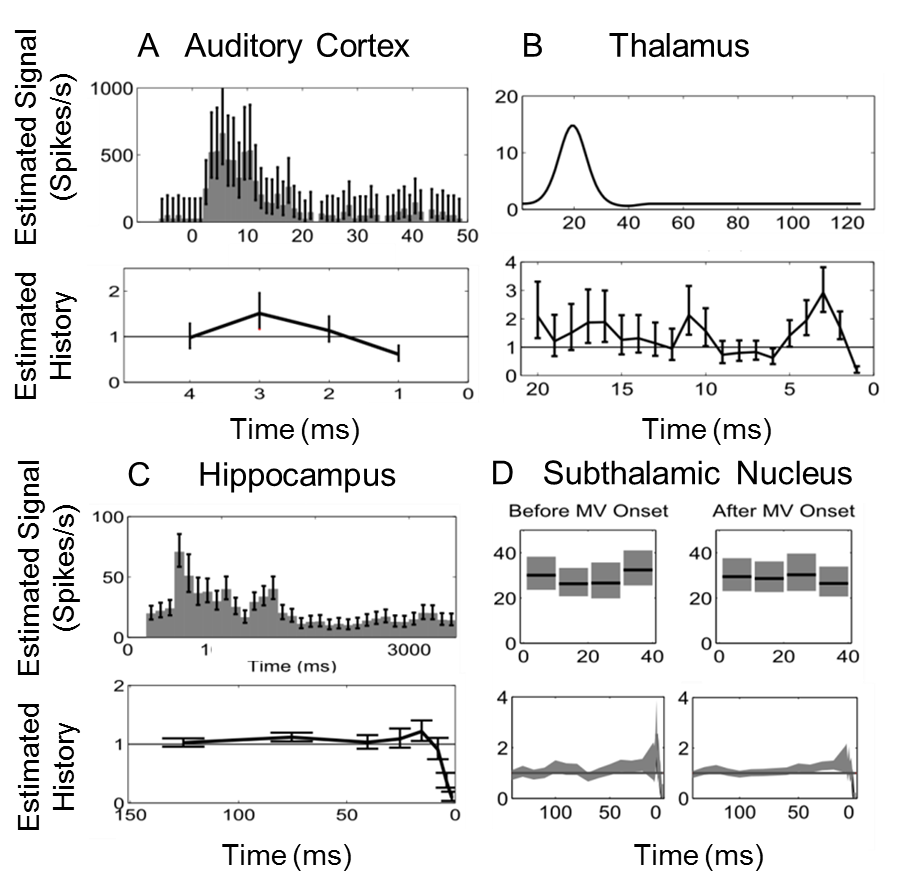 A Auditory Cortex
B Thalamus
Estimated Signal
(Spikes/s)
1000
500
0
0 10 20 30 40 50
20
10
0
20 40 60 80 100 120
Estimated
History
2
1
0
4 3 2 1 0
Time (ms)
4
3
2
1
0
20 15 10 5 0
Time (ms)
C Hippocampus
D Subthalamic Nucleus
Estimated Signal
(Spikes/s)
100
50
0
0 1 3000
Time (ms)
Before MV Onset
After MV Onset
40
20
0
0 20 40
40
20
0
0 20 40
Estimated
History
2
1
0
150 100 50 0
Time (ms)
4
2
0
100 50 0
4
2
0
100 50 0
Time (ms)